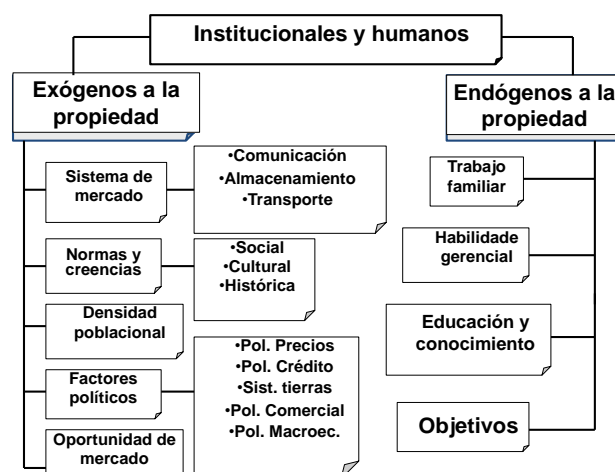 Institucionales y humanos
Exógenos a la
propiedad
Endógenos a la
propiedad
Sistema de
mercado
•Comunicación
•Almacenamiento
•Transporte
Normas y
creencias
•Social
•Cultural
•Histórica
Densidad
poblacional
Factores
políticos
•Pol. Precios
•Pol. Crédito
•Sist. tierras
•Pol. Comercial
•Pol. Macroec.
Oportunidad de
mercado
Trabajo
familiar
Habilidade
gerencial
Educación y
conocimiento
Objetivos